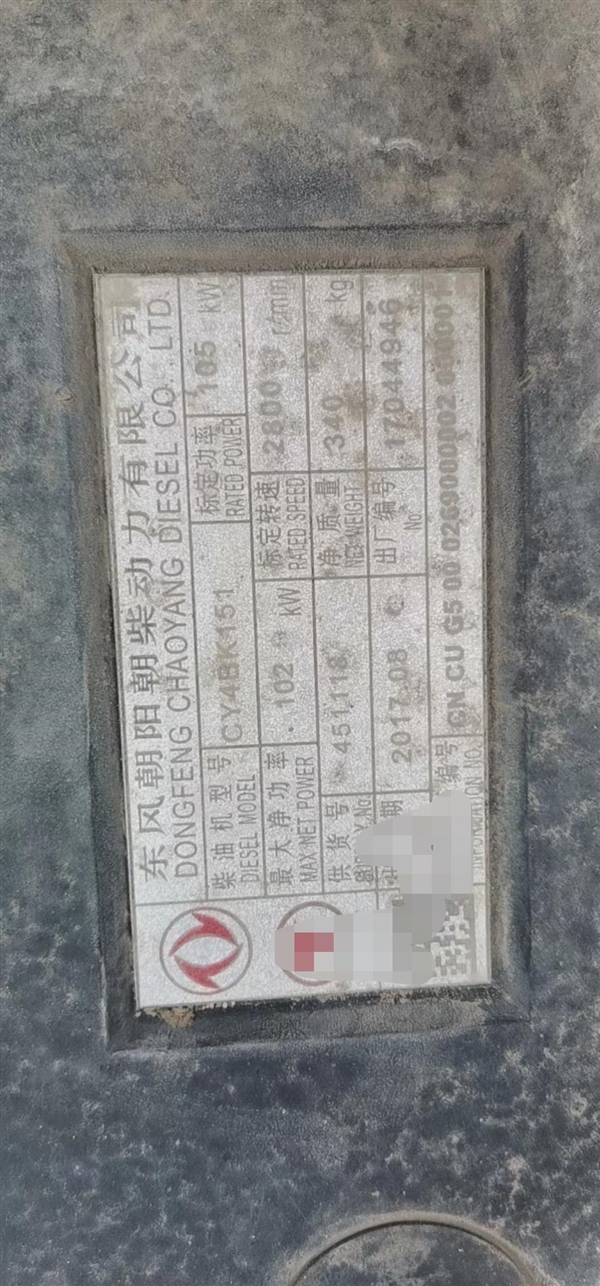 东风朝阳朝柴动力有限公司
DONGFENG CHAOYANG DIESEL CO.,LTD.
柴油机型号 CY4BK151 标定功率 105 kW
DIESEL MODEL RATED POWER
最大净功率 102 kW 标定转速 2800 r/min
MAX.NET POWER RATED SPEED
供货号 451118 净质量 340 kg
NET WEIGHT
期 2017.08 出厂编号 17044946
No.
编号 CN CU G5 00 0269000002 000001